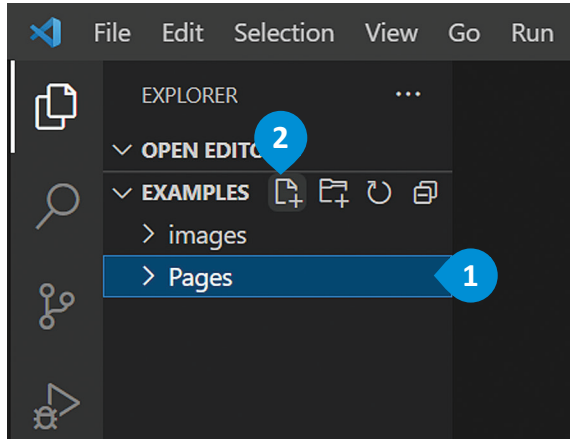 File Edit Selection View Go Run
EXPLORER ...
2
OPEN EDITO
EXAMPLES
images
Pages
1